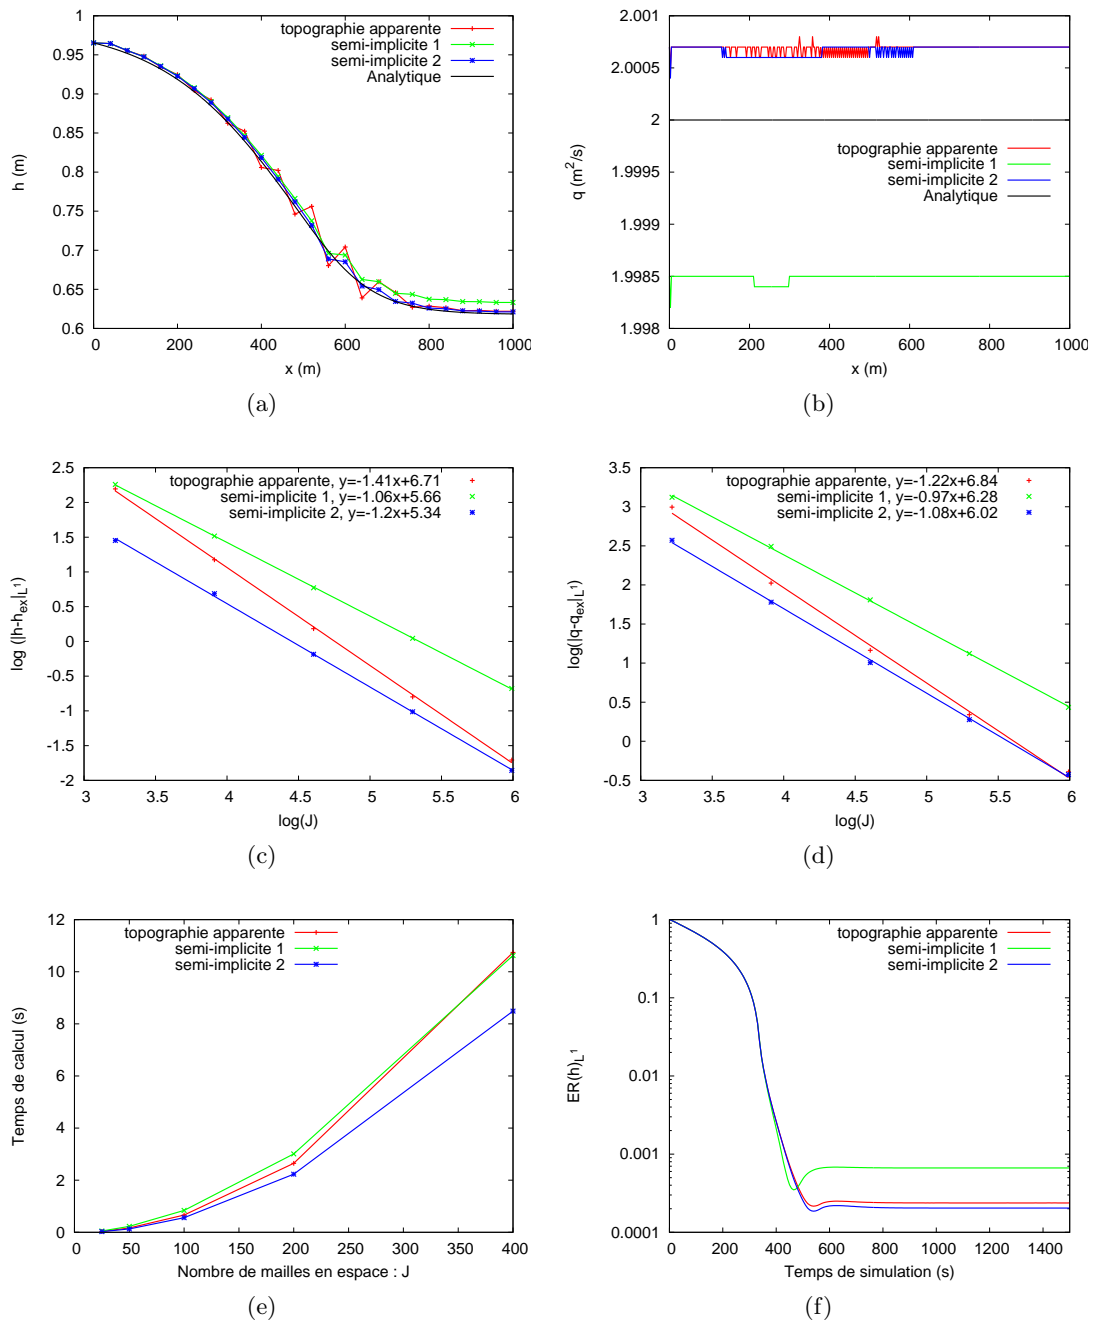 topographie apparente
semi-implicite 1
semi-implicite 2
Analytique
1
0.95
0.9
0.85
0.8
0.75
0.7
0.65
0.6
h (m)
0
200
400
600
800
1000
x (m)
(a)
2.001
2.0005
2
1.9995
1.999
1.9985
1.998
q (m²/s)
topographie apparente
semi-implicite 1
semi-implicite 2
Analytique
0
200
400
600
800
1000
x (m)
(b)
topographie apparente, y=-1.41x+6.71
semi-implicite 1, y=-1.06x+5.66
semi-implicite 2, y=-1.2x+5.34
2.5
2
1.5
1
0.5
0
-0.5
-1
-1.5
-2
log (|h-h_ex|_L¹)
3
3.5
4
4.5
5
5.5
6
log(J)
(c)
topographie apparente, y=-1.22x+6.84
semi-implicite 1, y=-0.97x+6.28
semi-implicite 2, y=-1.08x+6.02
3.5
3
2.5
2
1.5
1
0.5
0
-0.5
log(|q-q_ex|_L¹)
3
3.5
4
4.5
5
5.5
6
log(J)
(d)
topographie apparente
semi-implicite 1
semi-implicite 2
12
10
8
6
4
2
0
Temps de calcul (s)
0
50
100
150
200
250
300
350
400
Nombre de mailles en espace : J
(e)
topographie apparente
semi-implicite 1
semi-implicite 2
1
0.1
0.01
0.001
0.0001
ER(h)_L¹
0
200
400
600
800
1000
1200
1400
Temps de simulation (s)
(f)